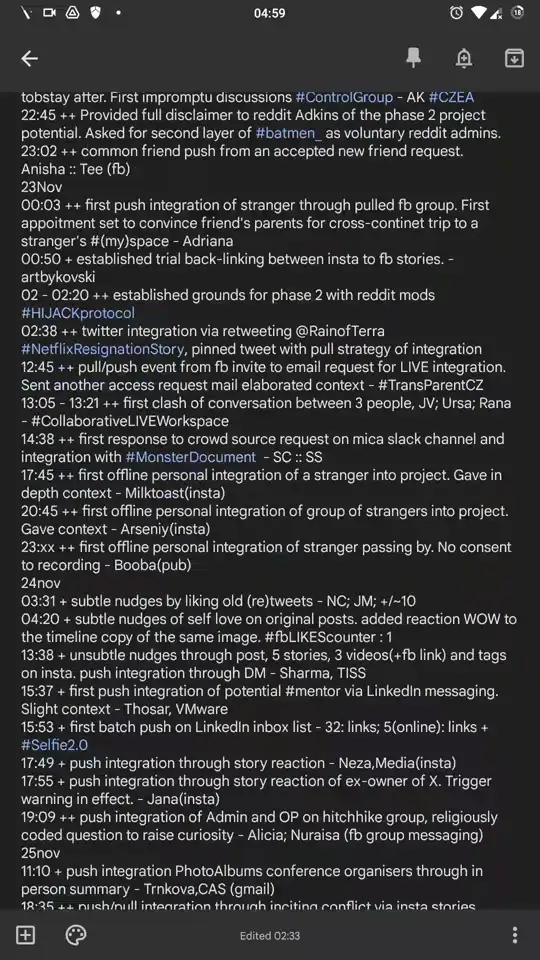 04:59
18
tobstay after. First impromptu discussions #ControlGroup - AK #CZEA
22:45 ++ Provided full disclaimer to reddit Adkins of the phase 2 project
potential. Asked for second layer of #batmen_ as voluntary reddit admins.
23:02 ++ common friend push from an accepted new friend request.
Anisha :: Tee (fb)
23Nov
00:03 ++ first push integration of stranger through pulled fb group. First
appoitment set to convince friend's parents for cross-continet trip to a
stranger's #(my)space - Adriana
00:50 + established trial back-linking between insta to fb stories. -
artbykovski
02 - 02:20 ++ established grounds for phase 2 with reddit mods
#HIJACKprotocol
02:38 ++ twitter integration via retweeting @RainofTerra
#NetflixResignationStory, pinned tweet with pull strategy of integration
12:45 ++ pull/push event from fb invite to email request for LIVE integration.
Sent another access request mail elaborated context - #TransParentCZ
13:05 - 13:21 ++ first clash of conversation between 3 people, JV; Ursa; Rana
- #CollaborativeLIVEWorkspace
14:38 ++ first response to crowd source request on mica slack channel and
integration with #MonsterDocument - SC :: SS
17:45 ++ first offline personal integration of a stranger into project. Gave in
depth context - Milktoast(insta)
20:45 ++ first offline personal integration of group of strangers into project.
Gave context - Arseniy(insta)
23:xx ++ first offline personal integration of stranger passing by. No consent
to recording - Booba(pub)
24nov
03:31 + subtle nudges by liking old (re)tweets - NC; JM; +/~10
04:20 + subtle nudges of self love on original posts. added reaction WOW to
the timeline copy of the same image. #fbLIKEScounter : 1
13:38 + unsubtle nudges through post, 5 stories, 3 videos(+fb link) and tags
on insta. push integration through DM - Sharma, TISS
15:37 + first push integration of potential #mentor via LinkedIn messaging.
Slight context - Thosar, VMware
15:53 + first batch push on LinkedIn inbox list - 32: links; 5(online): links +
#Selfie2.0
17:49 + push integration through story reaction - Neza,Media(insta)
17:55 + push integration through story reaction of ex-owner of X. Trigger
warning in effect. - Jana(insta)
19:09 ++ push integration of Admin and OP on hitchhike group, religiously
coded question to raise curiosity - Alicia; Nuraisa (fb group messaging)
25nov
11:10 + push integration PhotoAlbums conference organisers through in
person summary - Trnkova,CAS (gmail)
18:35 ++ push/pull integration through inciting conflict via insta stories
Edited 02:33